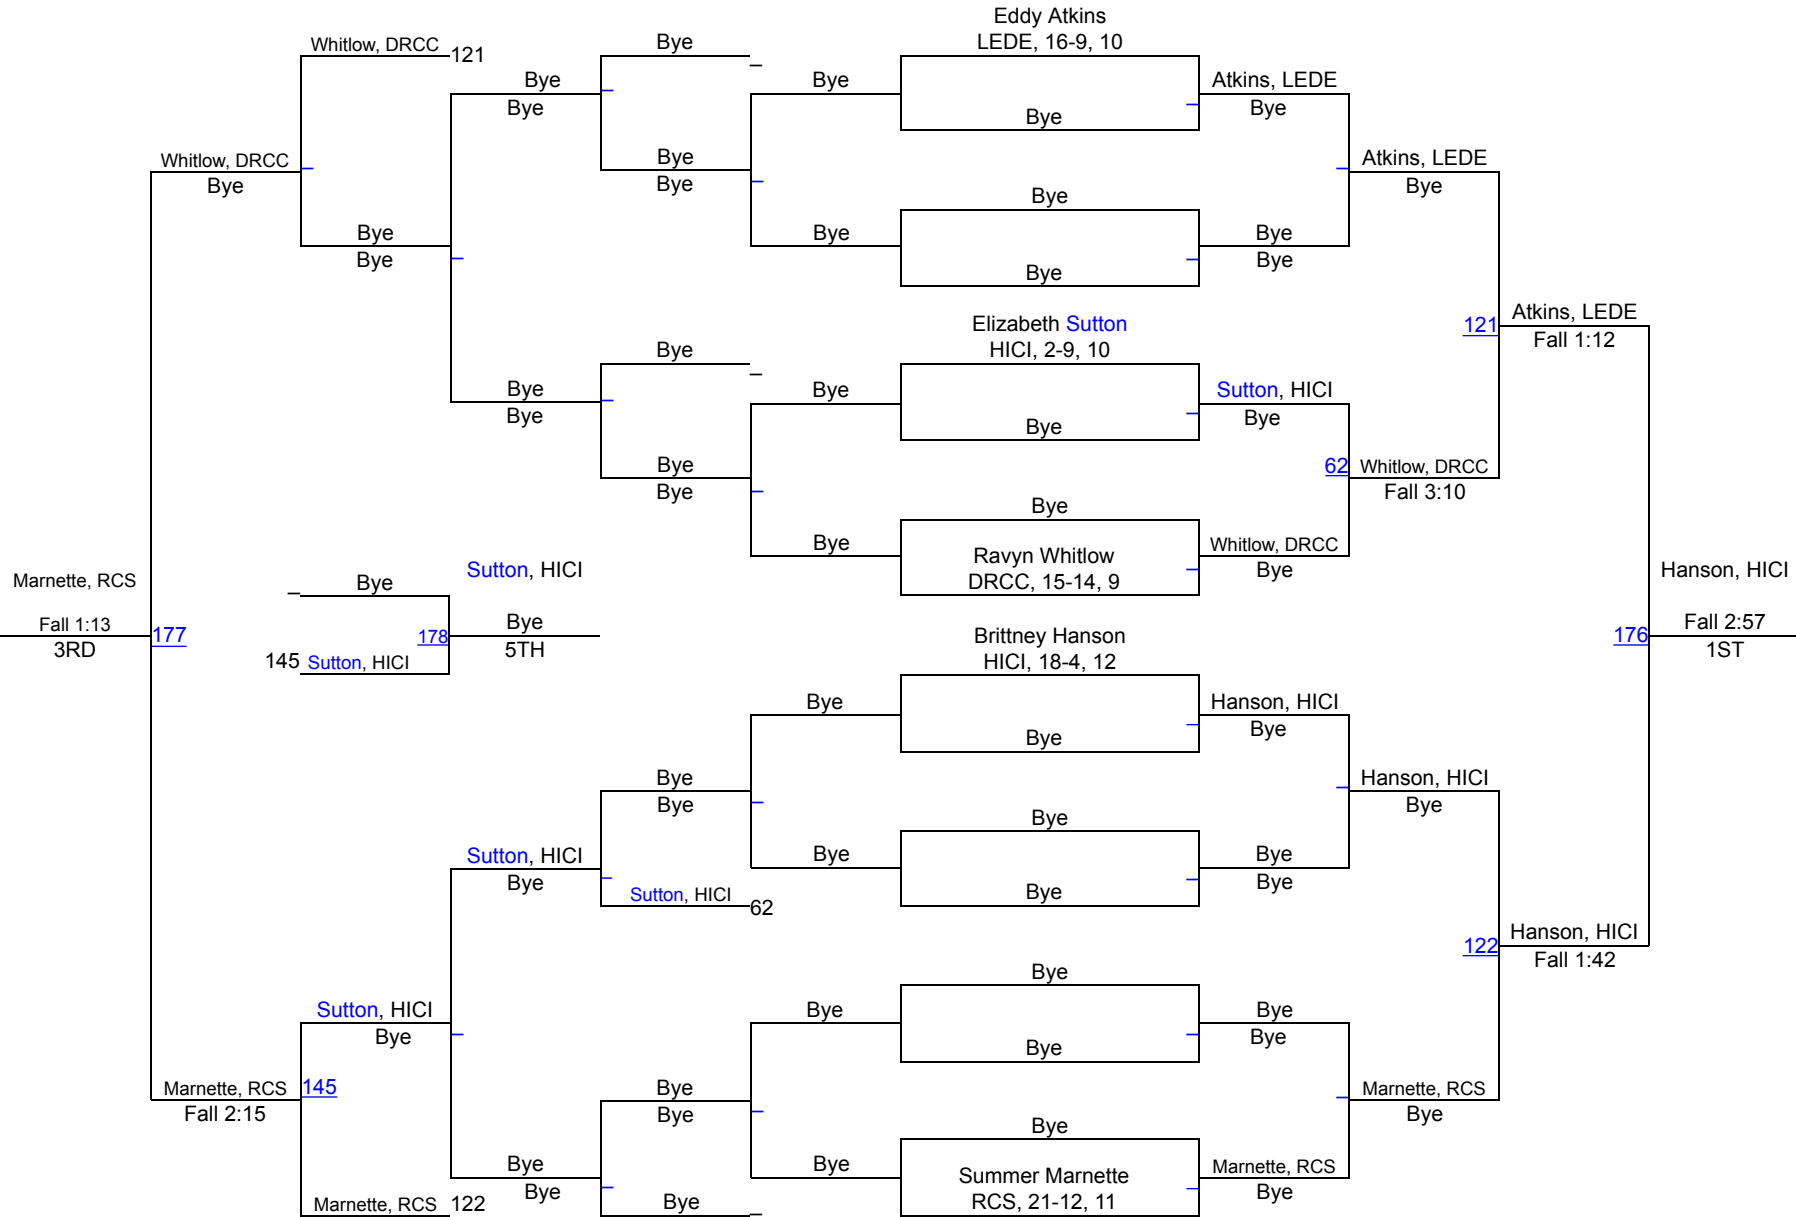 Eddy Atkins
LEDE, 16-9, 10
Bye
Whitlow, DRCC 121
Bye
Bye
Bye
Bye
Atkins, LEDE
Bye
Bye
Whitlow, DRCC
Bye
Bye
Bye
Atkins, LEDE
Bye
Bye
Bye
Bye
Bye
Bye
Bye
Bye
Bye
Elizabeth Sutton
HICI, 2-9, 10
121 Atkins, LEDE
Fall 1:12
Bye
Bye
Bye
Bye
Sutton, HICI
Bye
Bye
Bye
Bye
62 Whitlow, DRCC
Fall 3:10
Bye
Bye
Ravyn Whitlow
DRCC, 15-14, 9
Whitlow, DRCC
Bye
Marnette, RCS
Fall 1:13
3RD
177
Bye
145 Sutton, HICI
178
Sutton, HICI
Bye
5TH
Hanson, HICI
176 Fall 2:57
1ST
Brittney Hanson
HICI, 18-4, 12
Bye
Bye
Hanson, HICI
Bye
Bye
Bye
Hanson, HICI
Bye
Bye
Bye
Bye
Bye
Bye
Sutton, HICI
Bye
Sutton, HICI 62
122 Hanson, HICI
Fall 1:42
Bye
Bye
Bye
Bye
Bye
Sutton, HICI
Bye
Marnette, RCS 145
Fall 2:15
Bye
Bye
Marnette, RCS
Bye
Bye
Bye
Summer Marnette
RCS, 21-12, 11
Marnette, RCS
Bye
Bye
Bye
Bye
Marnette, RCS 122